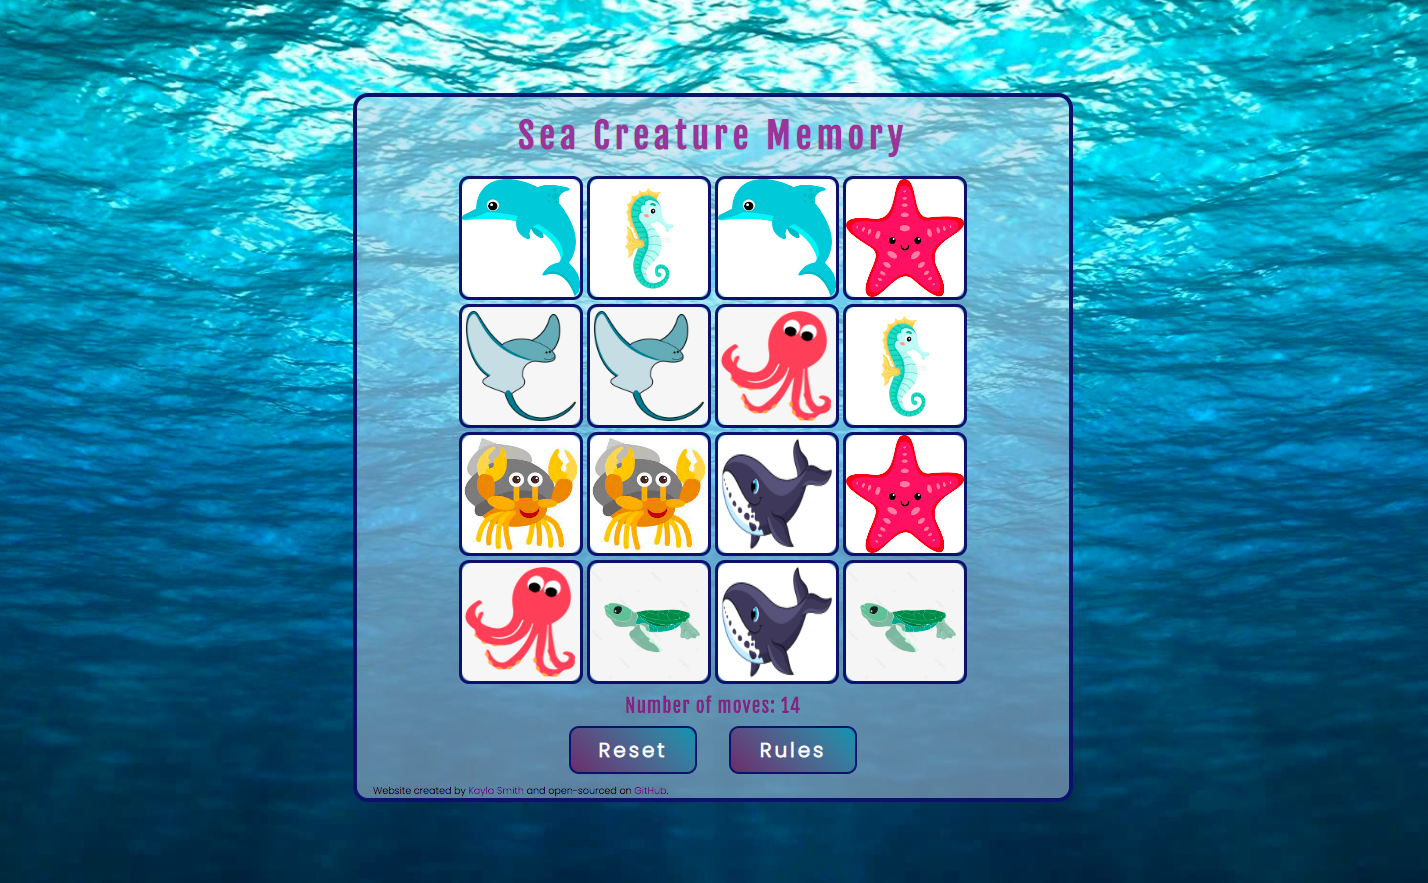 Sea Creature Memory
Number of moves: 14
Reset
Rules
Website created by Kayla Smith and open-sourced on GitHub.